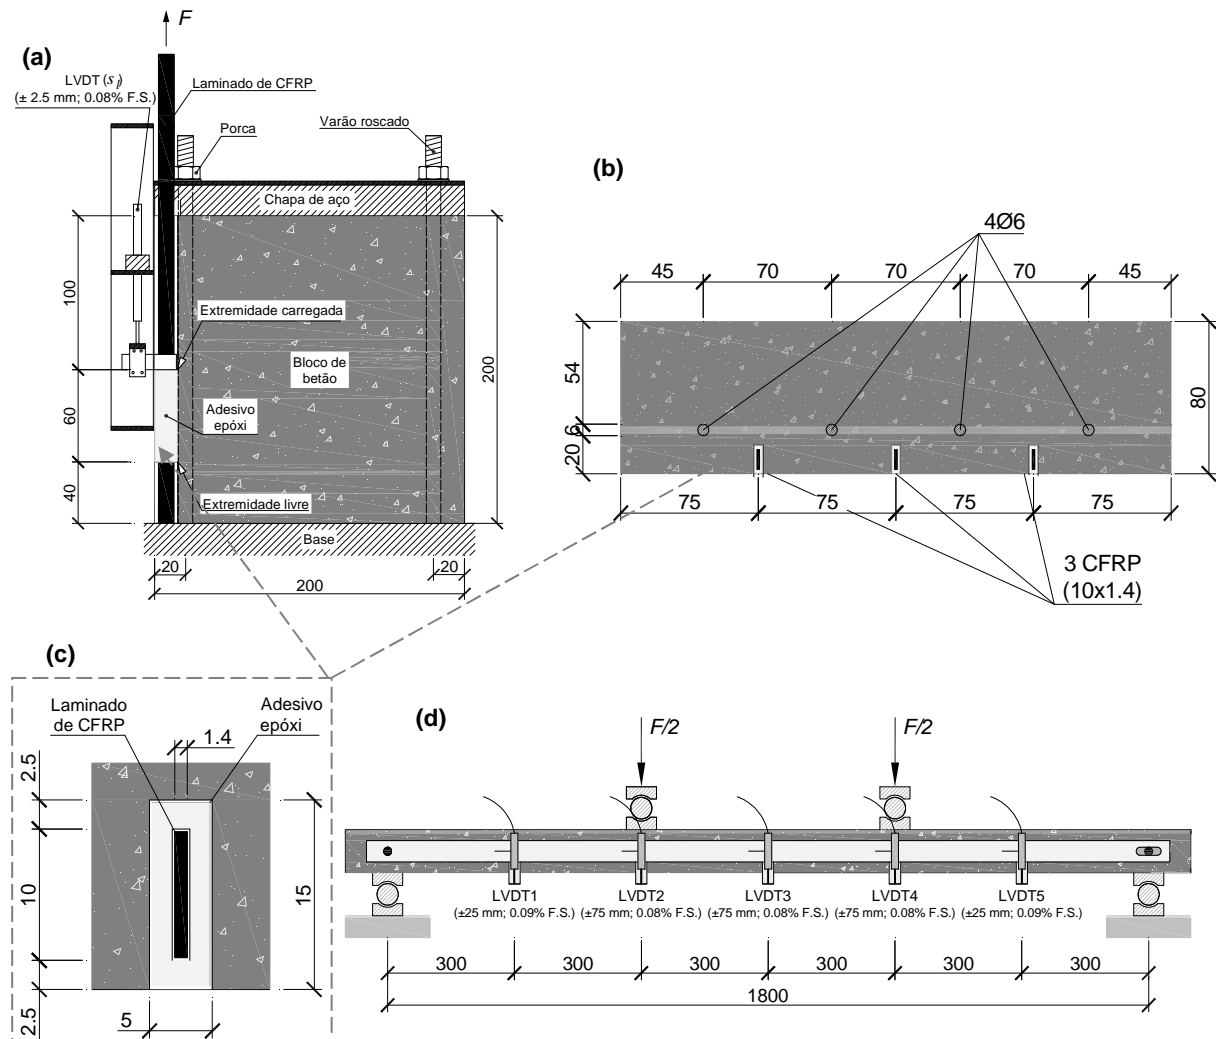 (a)
F
LVDT (sl)
(± 2.5 mm; 0.08% F.S.)
Laminado de CFRP
Porca
Varão roscado
Chapa de aço
Extremidade carregada
Bloco de
betão
Adesivo
epóxi
Extremidade livre
Base
100
60
40
200
20
20
200
(b)
4Ø6
45
70
70
70
45
54
6
20
80
75
75
75
75
3 CFRP
(10x1.4)
(c)
Laminado
de CFRP
Adesivo
epóxi
1.4
2.5
10
2.5
15
5
(d)
F/2
F/2
LVDT1
(±25 mm; 0.09% F.S.)
LVDT2
(±75 mm; 0.08% F.S.)
LVDT3
(±75 mm; 0.08% F.S.)
LVDT4
(±75 mm; 0.08% F.S.)
LVDT5
(±25 mm; 0.09% F.S.)
300
300
300
300
300
300
1800